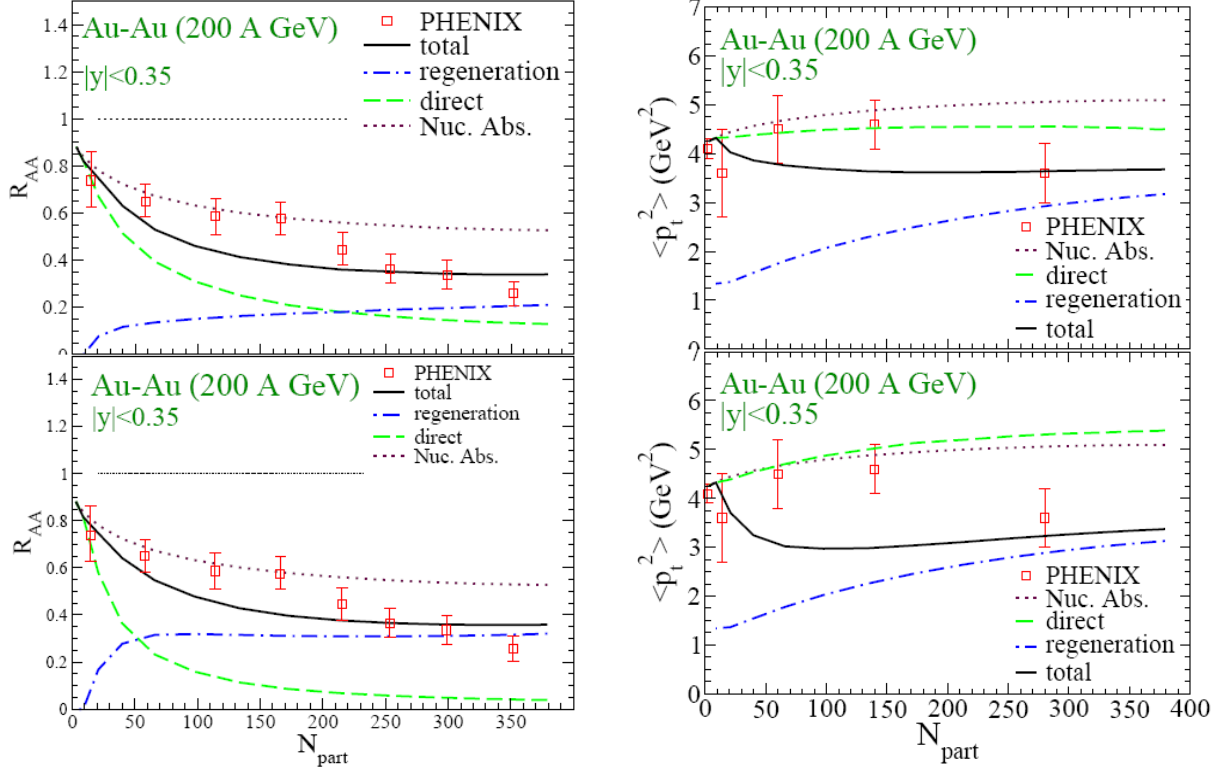 1.4
1
0.8
0.6
0.4
0.2
0
R_AA
Au-Au (200 A GeV)
|y|<0.35
PHENIX
total
regeneration
direct
Nuc. Abs.
7
6
5
4
3
2
1
0
<p_t^2> (GeV^2)
Au-Au (200 A GeV)
|y|<0.35
PHENIX
Nuc. Abs.
direct
regeneration
total
1.4
1
0.8
0.6
0.4
0.2
0
R_AA
Au-Au (200 A GeV)
|y|<0.35
PHENIX
total
regeneration
direct
Nuc. Abs.
0 50 100 150 200 250 300 350
N_part
6
5
4
3
2
1
0
<p_t^2> (GeV^2)
Au-Au (200 A GeV)
|y|<0.35
PHENIX
Nuc. Abs.
direct
regeneration
total
0 50 100 150 200 250 300 350 400
N_part